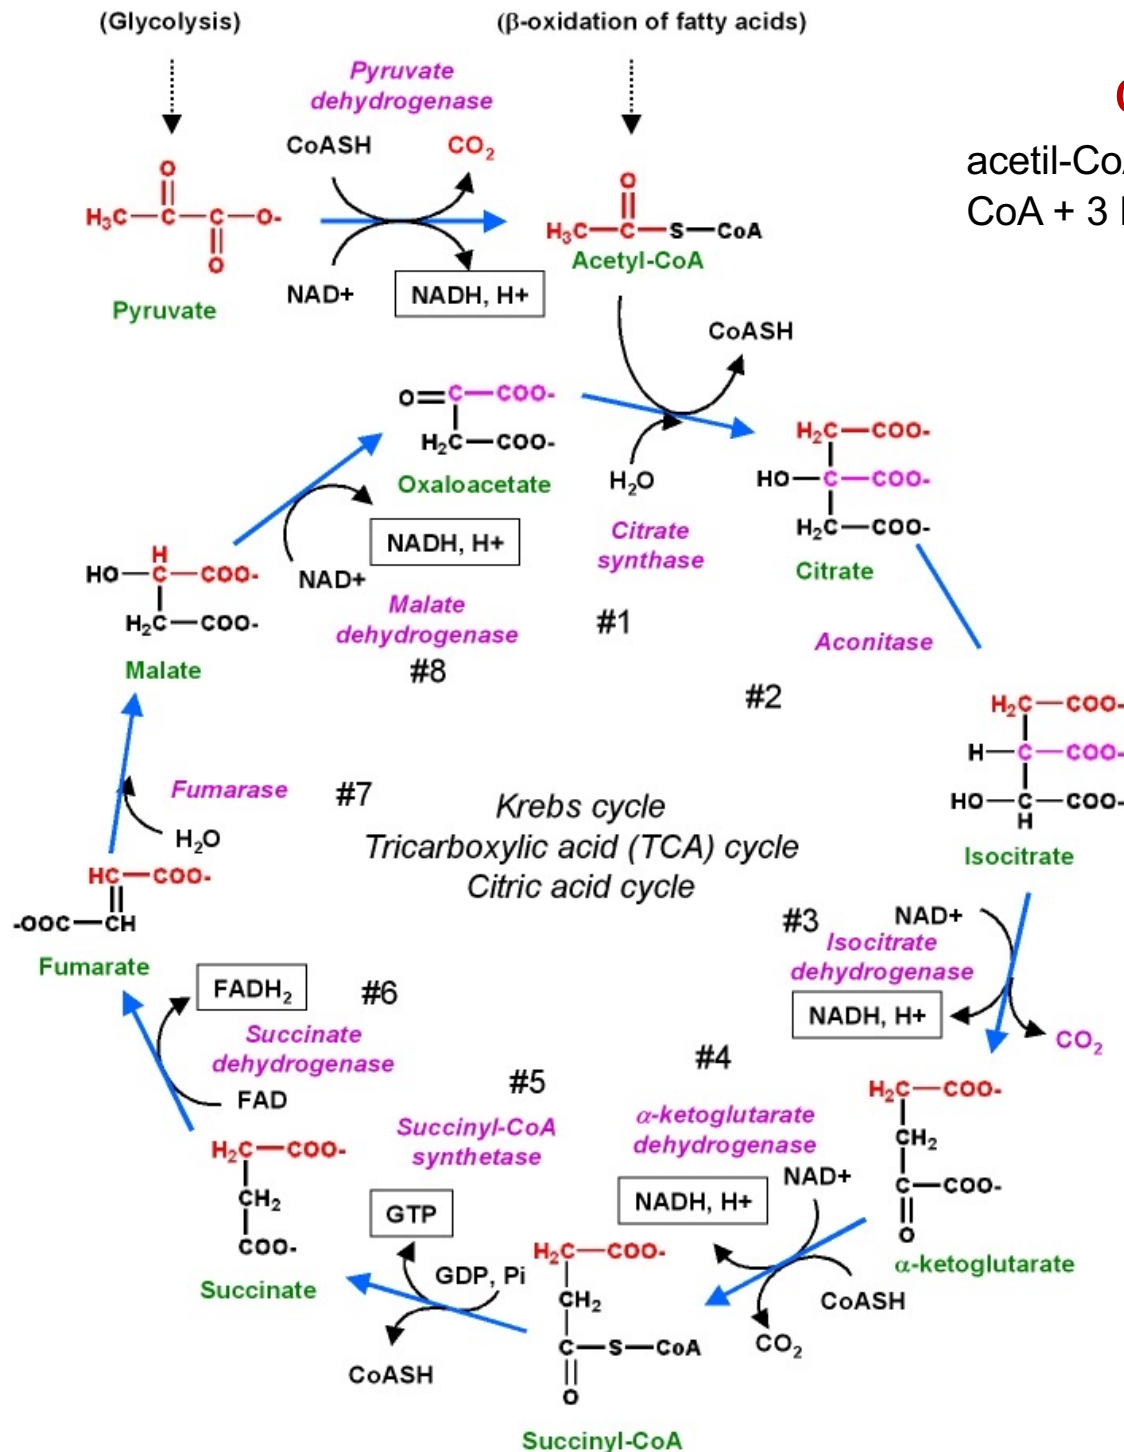 (Glycolysis)
(β-oxidation of fatty acids)
Pyruvate
dehydrogenase
CoASH
CO₂
O
H₃C—C—C—O-
O
Pyruvate
NAD+
NADH, H+
O
H₃C—C—S—CoA
Acetyl-CoA
acetil-CoA
CoA + 3
CoASH
O=C—COO-
H₂C—COO-
Oxaloacetate
H₂O
Citrate
synthase
#1
H₂C—COO-
HO—C—COO-
H₂C—COO-
Citrate
Aconitase
#2
H₂C—COO-
H—C—COO-
HO—C—COO-
H
Isocitrate
#3
NAD+
Isocitrate
dehydrogenase
NADH, H+
CO₂
H₂C—COO-
CH₂
C—COO-
O
α-ketoglutarate
#4
α-ketoglutarate
dehydrogenase
NAD+
NADH, H+
CoASH
CO₂
H₂C—COO-
CH₂
C—S—CoA
O
Succinyl-CoA
#5
Succinyl-CoA
synthetase
GTP
GDP, Pi
CoASH
H₂C—COO-
CH₂
COO-
Succinate
#6
FADH₂
Succinate
dehydrogenase
FAD
HC—COO-
-OOC—CH
Fumarate
#7
Fumarase
H₂O
H
HO—C—COO-
H₂C—COO-
Malate
NADH, H+
NAD+
Malate
dehydrogenase
#8
Krebs cycle
Tricarboxylic acid (TCA) cycle
Citric acid cycle